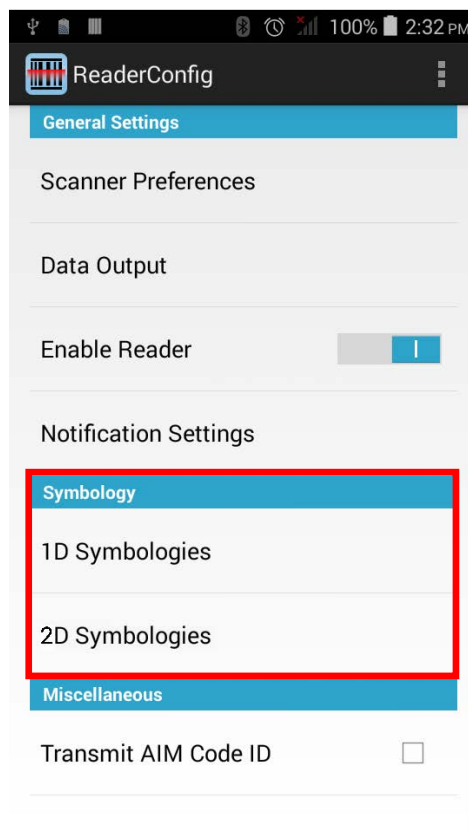 100% 2:32 PM
ReaderConfig
General Settings
Scanner Preferences
Data Output
Enable Reader
Notification Settings
Symbology
1D Symbologies
2D Symbologies
Miscellaneous
Transmit AIM Code ID